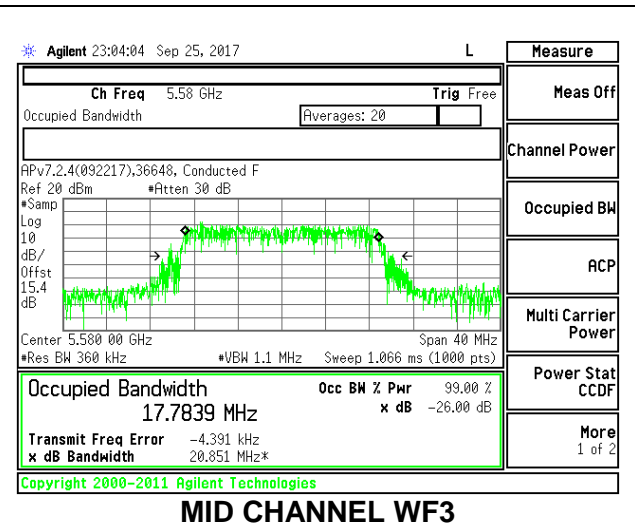 Agilent 23:04:04 Sep 25, 2017 L
Measure
Ch Freq 5.58 GHz Trig Free
Occupied Bandwidth Averages: 20
APv7.2.4(092217),36648, Conducted F
Ref 20 dBm #Atten 30 dB
#Samp
Log
10
dB/
Offst
15.4
dB
Center 5.580 00 GHz Span 40 MHz
#Res BW 360 kHz #VBW 1.1 MHz Sweep 1.066 ms (1000 pts)
Occupied Bandwidth Occ BW % Pwr 99.00 %
17.7839 MHz x dB -26.00 dB
Transmit Freq Error -4.391 kHz
x dB Bandwidth 20.851 MHz*
Copyright 2000-2011 Agilent Technologies
Meas Off
Channel Power
Occupied BW
ACP
Multi Carrier
Power
Power Stat
CCDF
More
1 of 2
MID CHANNEL WF3